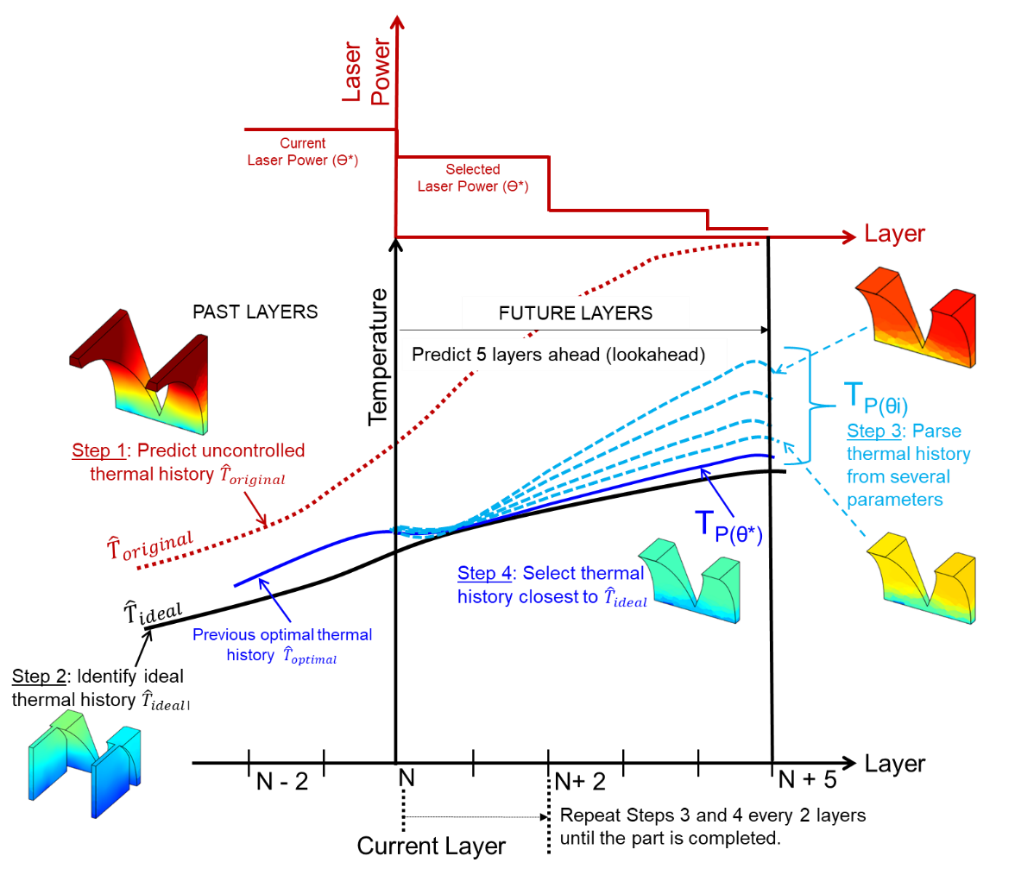 Laser
Power
Current
Laser Power (Θ*)
Selected
Laser Power (Θ*)
Layer
PAST LAYERS
FUTURE LAYERS
Predict 5 layers ahead (lookahead)
Temperature
Step 1: Predict uncontrolled
thermal history T̂original
T̂original
T̂ideal
Previous optimal thermal
history T̂optimal
Step 2: Identify ideal
thermal history T̂ideal|
TP(θi)
Step 3: Parse
thermal history
from several
parameters
TP(θ*)
Step 4: Select thermal
history closest to T̂ideal
Layer
N - 2
N
N+ 2
N + 5
Current Layer
Repeat Steps 3 and 4 every 2 layers
until the part is completed.